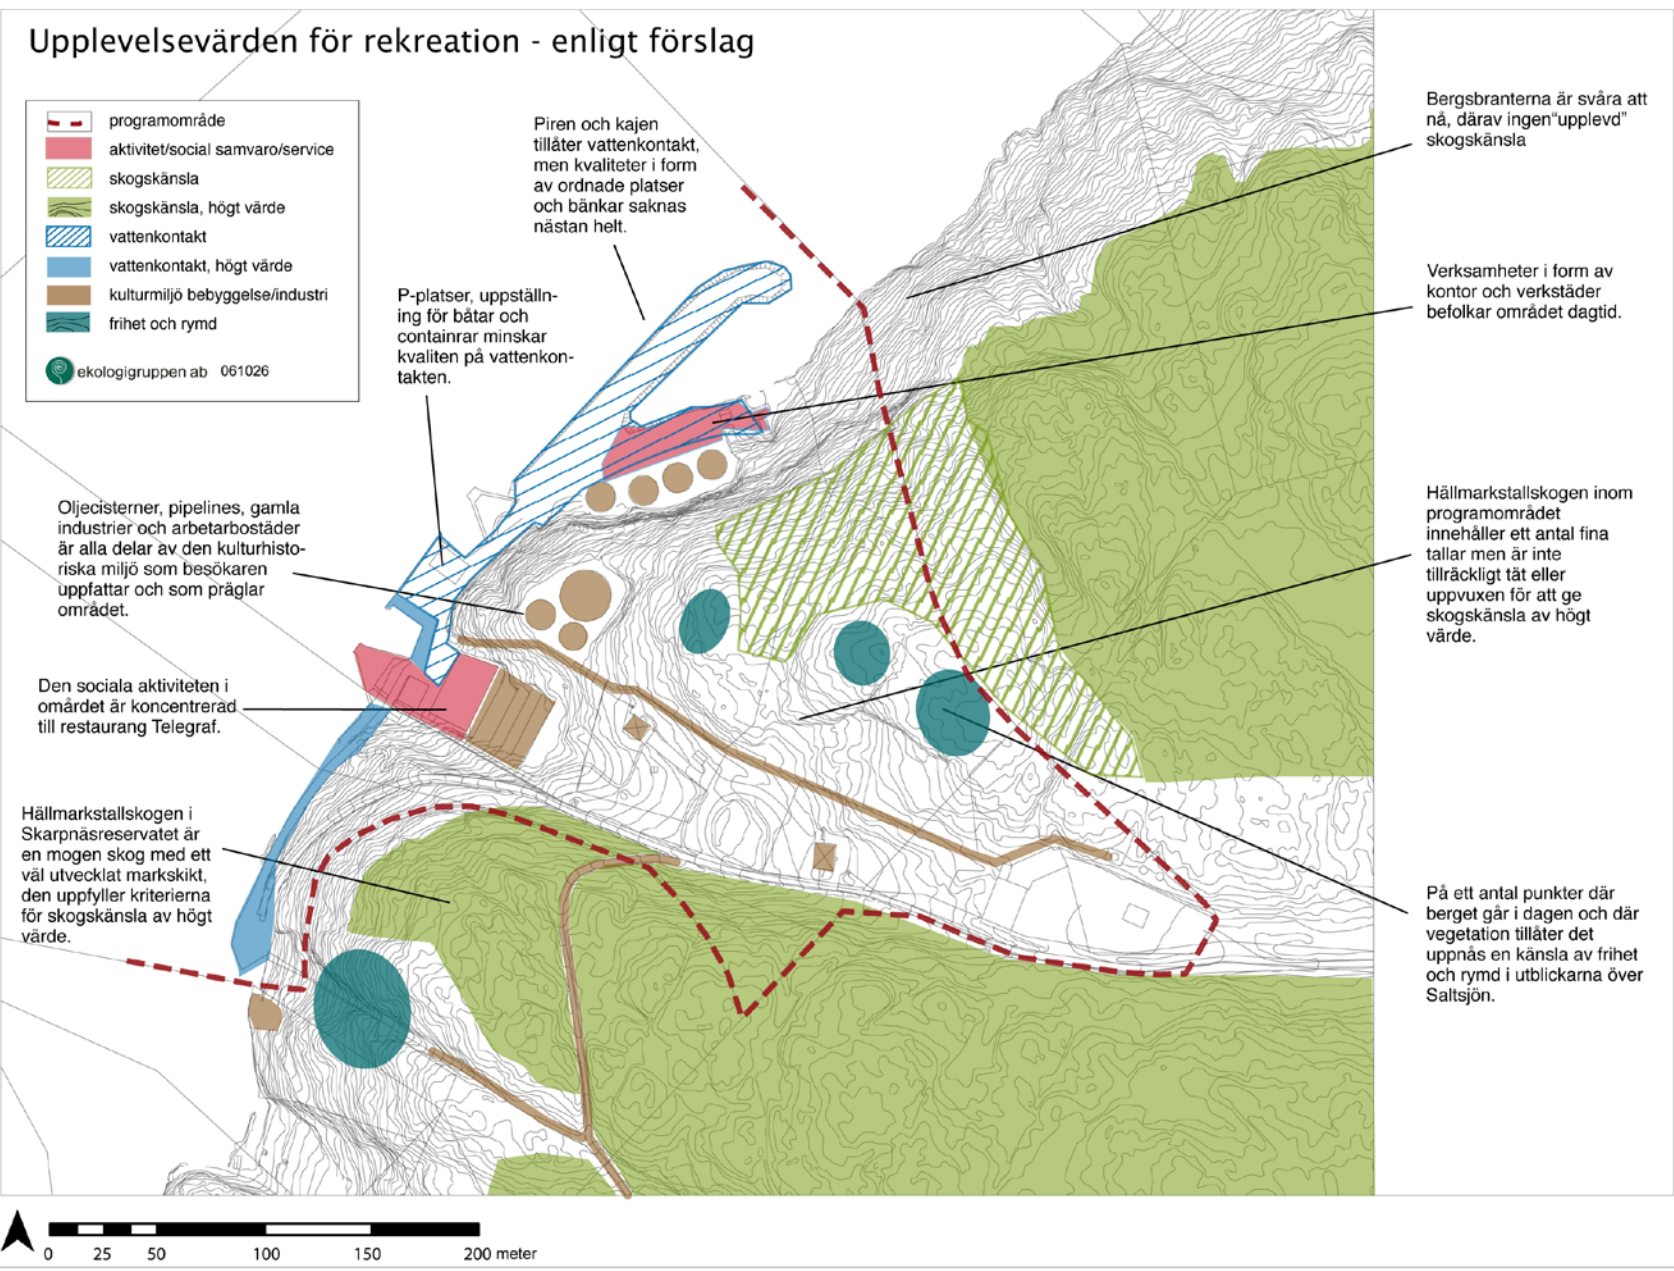 Upplevelsevärden för rekreation - enligt förslag
programområde
aktivitet/social samvaro/service
skogskänsla
skogskänsla, högt värde
vattenkontakt
vattenkontakt, högt värde
kulturmiljö bebyggelse/industri
frihet och rymd
ekologigruppen ab 061026
Piren och kajen
tillåter vattenkontakt,
men kvaliteter i form
av ordnade platser
och bänkar saknas
nästan helt.
P-platser, uppställn-
ing för båtar och
containrar minskar
kvaliten på vattenkon-
takten.
Oljecisterner, pipelines, gamla
industrier och arbetarbostäder
är alla delar av den kulturhisto-
riska miljö som besökaren
uppfattar och som präglar
området.
Den sociala aktiviteten i
omårdet är koncentrerad
till restaurang Telegraf.
Hällmarkstallskogen i
Skarpnäsreservatet är
en mogen skog med ett
väl utvecklat markskikt,
den uppfyller kriterierna
för skogskänsla av högt
värde.
Bergsbranterna är svåra att
nå, därav ingen“upplevd”
skogskänsla
Verksamheter i form av
kontor och verkstäder
befolkar området dagtid.
Hällmarkstallskogen inom
programområdet
innehåller ett antal fina
tallar men är inte
tillräckligt tät eller
uppvuxen för att ge
skogskänsla av högt
värde.
På ett antal punkter där
berget går i dagen och där
vegetation tillåter det
uppnås en känsla av frihet
och rymd i utblickarna över
Saltsjön.
0 25 50 100 150 200 meter